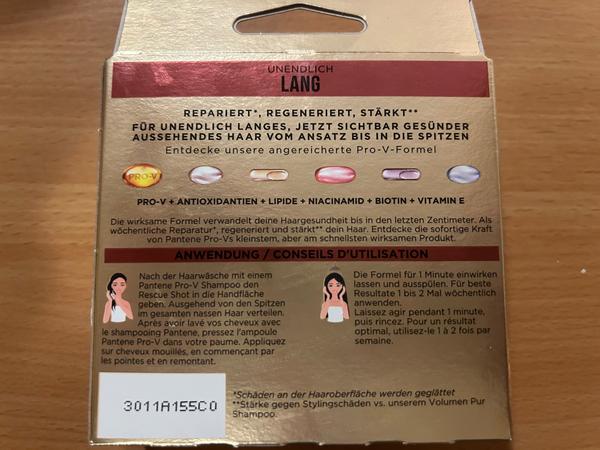 UNENDLICH
LANG
REPARIERT*, REGENERIERT, STÄRKT**
FÜR UNENDLICH LANGES, JETZT SICHTBAR GESÜNDER
AUSSEHENDES HAAR VOM ANSATZ BIS IN DIE SPITZEN
Entdecke unsere angereicherte Pro-V-Formel
PRO-V
PRO-V + ANTIOXIDANTIEN + LIPIDE + NIACINAMID + BIOTIN + VITAMIN E
Die wirksame Formel verwandelt deine Haargesundheit bis in den letzten Zentimeter. Als
wöchentliche Reparatur*, regeneriert und stärkt** dein Haar. Entdecke die sofortige Kraft
von Pantene Pro-Vs kleinstem, aber am schnellsten wirksamen Produkt.
ANWENDUNG / CONSEILS D'UTILISATION
Nach der Haarwäsche mit einem
Pantene Pro-V Shampoo den
Rescue Shot in die Handfläche
geben. Ausgehend von den Spitzen
im gesamten nassen Haar verteilen.
Après avoir lavé vos cheveux avec
le shampooing Pantene, pressez l'ampoule
Pantene Pro-V dans votre paume. Appliquez
sur cheveux mouillés, en commençant par
les pointes et en remontant.
Die Formel für 1 Minute einwirken
lassen und ausspülen. Für beste
Resultate 1 bis 2 Mal wöchentlich
anwenden.
Laissez agir pendant 1 minute,
puis rincez. Pour un résultat
optimal, utilisez-le 1 à 2 fois par
semaine.
3011A155C0
*Schäden an der Haaroberfläche werden geglättet
**Stärke gegen Stylingschäden vs. unserem Volumen Pur
Shampoo.